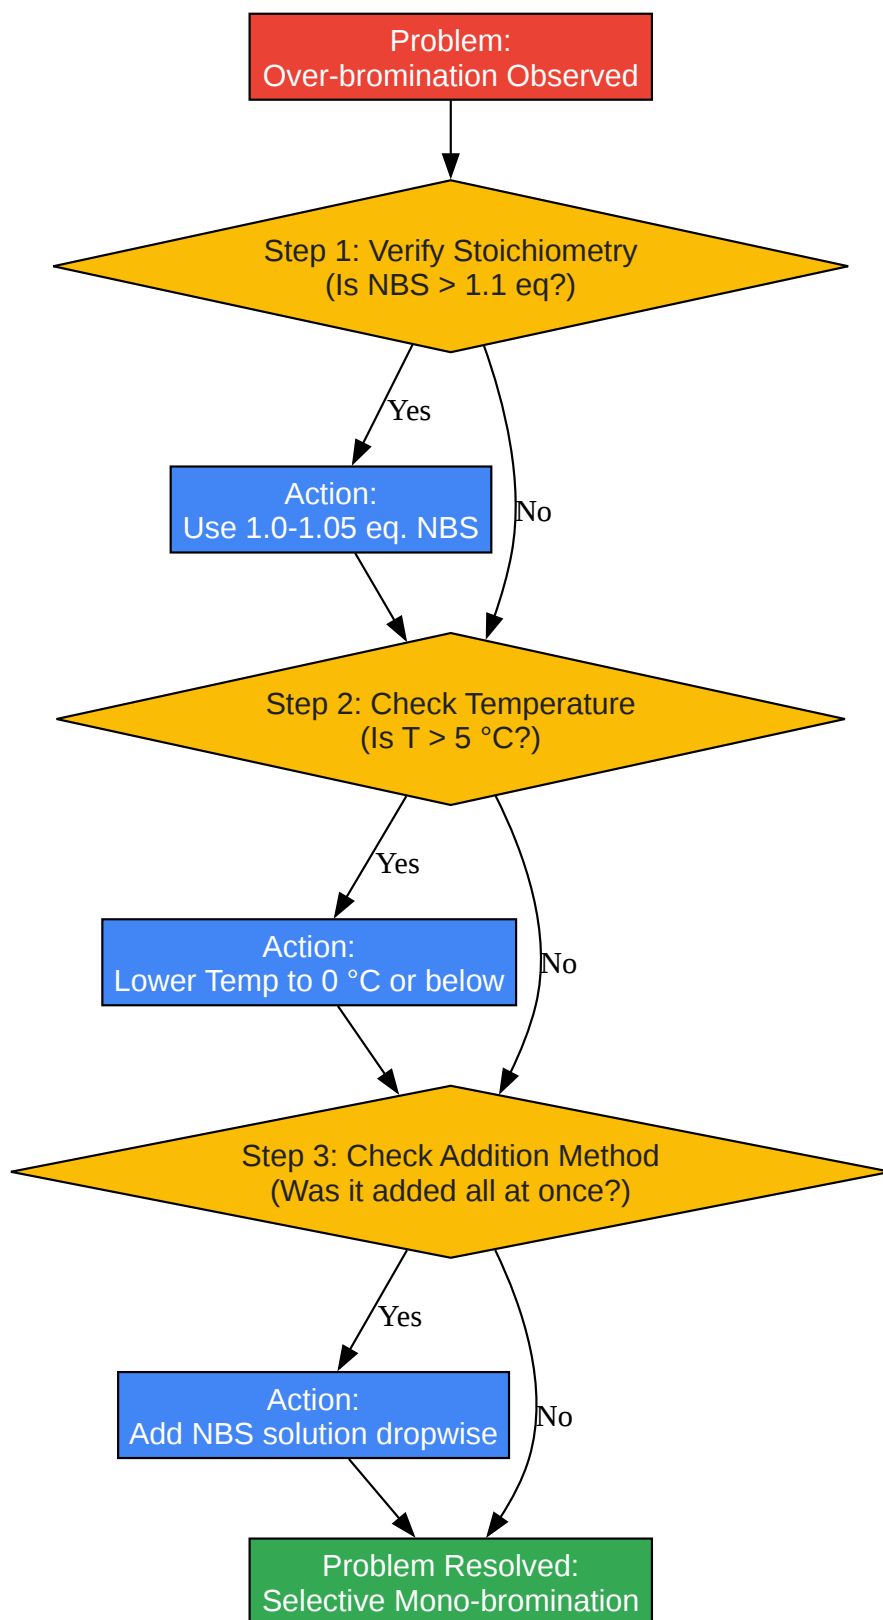 Problem:
Over-bromination Observed
Step 1: Verify Stoichiometry
(Is NBS > 1.1 eq?)
Yes
Action:
Use 1.0-1.05 eq. NBS
No
Step 2: Check Temperature
(Is T > 5 °C?)
Yes
Action:
Lower Temp to 0 °C or below
No
Step 3: Check Addition Method
(Was it added all at once?)
Yes
Action:
Add NBS solution dropwise
No
Problem Resolved:
Selective Mono-bromination